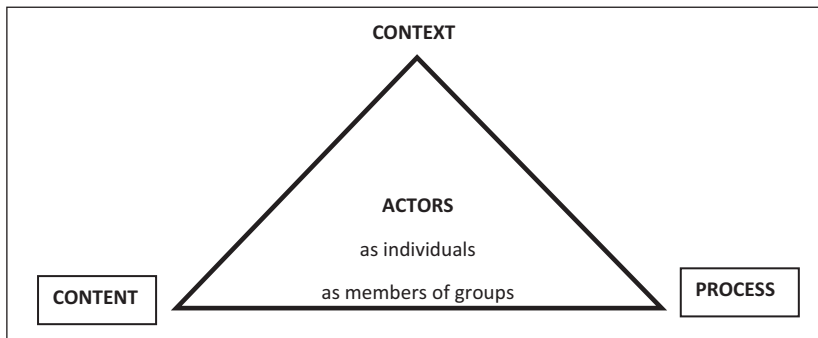 CONTEXT
ACTORS
as individuals
as members of groups
CONTENT
PROCESS